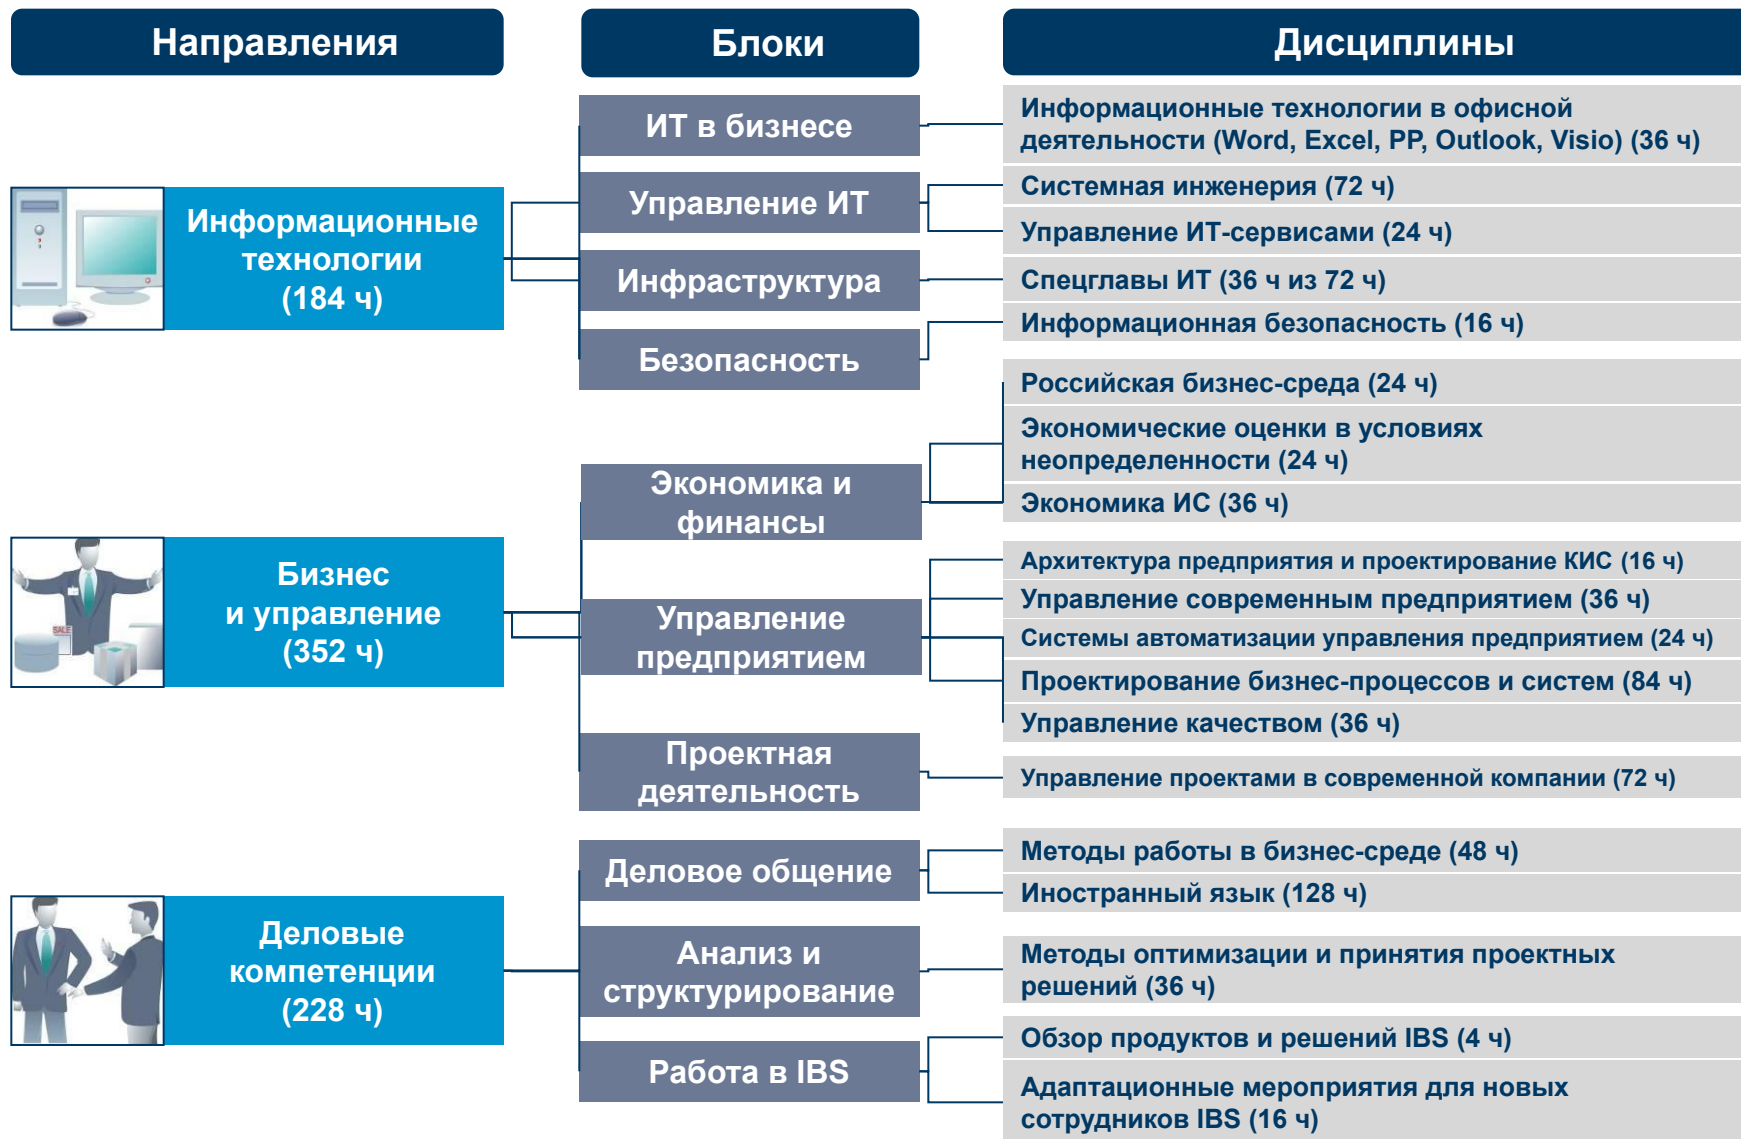 Направления
Блоки
Дисциплины
Информационные
технологии
(184 ч)
ИТ в бизнесе
Информационные технологии в офисной
деятельности (Word, Excel, PP, Outlook, Visio) (36 ч)
Управление ИТ
Системная инженерия (72 ч)
Управление ИТ-сервисами (24 ч)
Инфраструктура
Спецглавы ИТ (36 ч из 72 ч)
Безопасность
Информационная безопасность (16 ч)
SALE
Бизнес
и управление
(352 ч)
Экономика и
финансы
Российская бизнес-среда (24 ч)
Экономические оценки в условиях
неопределенности (24 ч)
Экономика ИС (36 ч)
Управление
предприятием
Архитектура предприятия и проектирование КИС (16 ч)
Управление современным предприятием (36 ч)
Системы автоматизации управления предприятием (24 ч)
Проектирование бизнес-процессов и систем (84 ч)
Управление качеством (36 ч)
Проектная
деятельность
Управление проектами в современной компании (72 ч)
Деловые
компетенции
(228 ч)
Деловое общение
Методы работы в бизнес-среде (48 ч)
Иностранный язык (128 ч)
Анализ и
структурирование
Методы оптимизации и принятия проектных
решений (36 ч)
Работа в IBS
Обзор продуктов и решений IBS (4 ч)
Адаптационные мероприятия для новых
сотрудников IBS (16 ч)